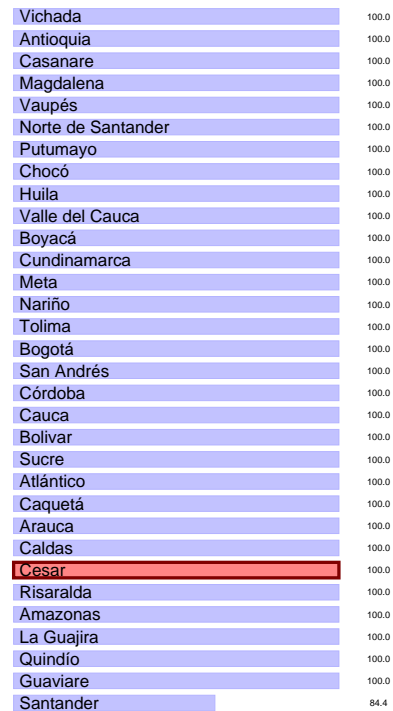 Vichada 100.0
Antioquia 100.0
Casanare 100.0
Magdalena 100.0
Vaupés 100.0
Norte de Santander 100.0
Putumayo 100.0
Chocó 100.0
Huila 100.0
Valle del Cauca 100.0
Boyacá 100.0
Cundinamarca 100.0
Meta 100.0
Nariño 100.0
Tolima 100.0
Bogotá 100.0
San Andrés 100.0
Córdoba 100.0
Cauca 100.0
Bolivar 100.0
Sucre 100.0
Atlántico 100.0
Caquetá 100.0
Arauca 100.0
Caldas 100.0
Cesar 100.0
Risaralda 100.0
Amazonas 100.0
La Guajira 100.0
Quindío 100.0
Guaviare 100.0
Santander 84.4